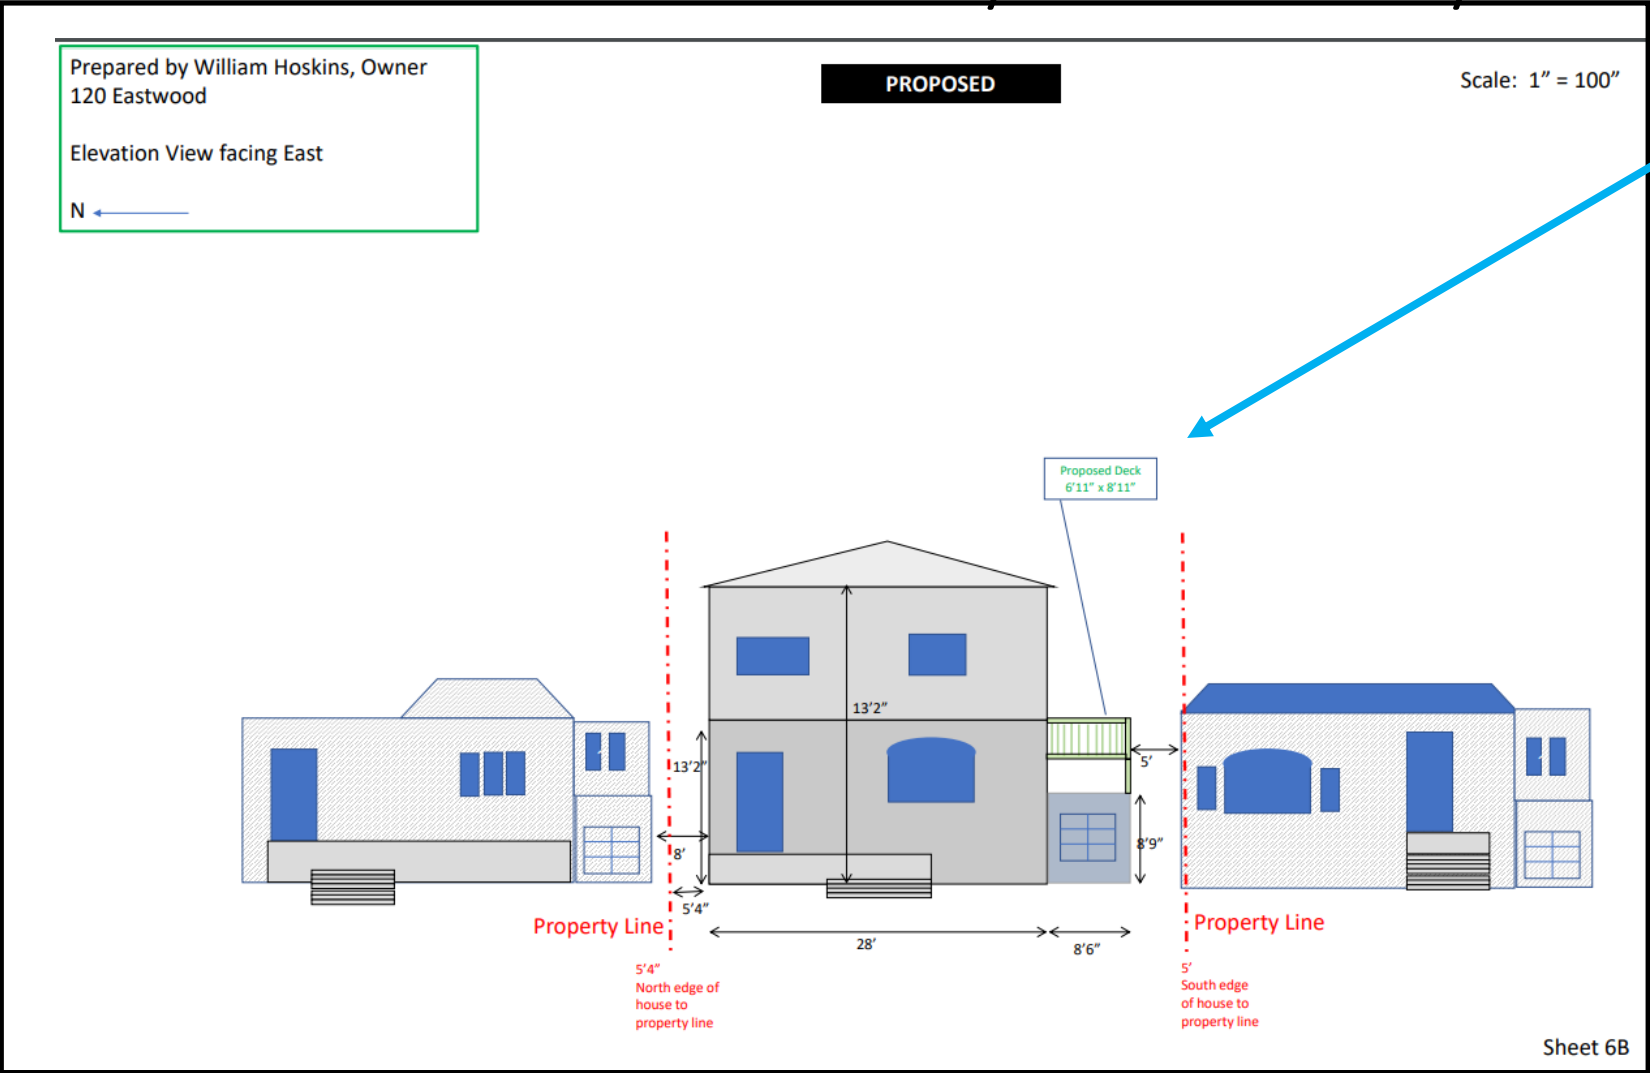 Prepared by William Hoskins, Owner
120 Eastwood
Elevation View facing East
N
PROPOSED
Scale: 1” = 100”
Proposed Deck
6’11” x 8’11”
13’2”
13’2”
5’
8’
8’9”
5’4”
Property Line
28’
8’6”
Property Line
5’4”
North edge of
house to
property line
5’
South edge
of house to
property line
Sheet 6B